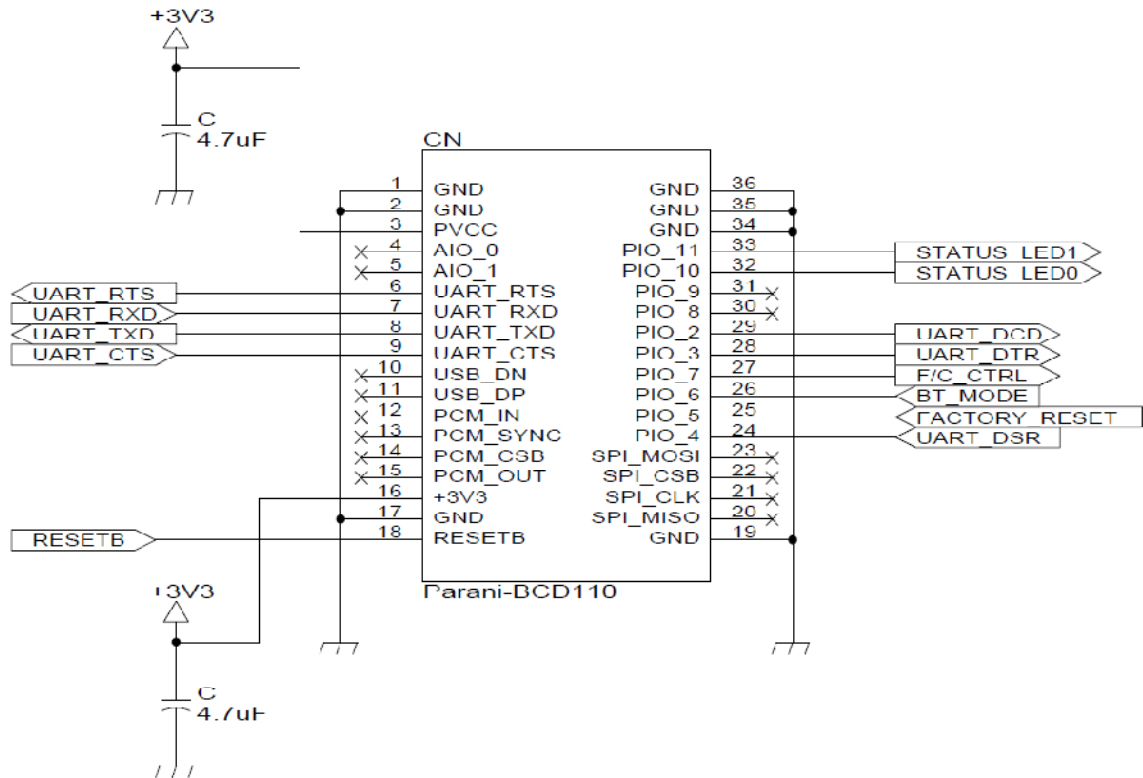 +3V3
C
4.7uF
CN
1 GND GND 36
2 GND GND 35
3 PVCC GND 34
4 AIO_0 PIO_11 33 STATUS_LED1
5 AIO_1 PIO_10 32 STATUS_LED0
UART_RTS 6 UART_RTS PIO_9 31
UART_RXD 7 UART_RXD PIO_8 30
UART_TXD 8 UART_TXD PIO_2 29 UART_DCD
UART_CTS 9 UART_CTS PIO_3 28 UART_DTR
10 USB_DN PIO_7 27 F/C_CTRL
11 USB_DP PIO_6 26 BT_MODE
12 PCM_IN PIO_5 25 FACTORY_RESET
13 PCM_SYNC PIO_4 24 UART_DSR
14 PCM_CSB SPI_MOSI 23
15 PCM_OUT SPI_CSB 22
16 +3V3 SPI_CLK 21
17 GND SPI_MISO 20
RESETB 18 RESETB GND 19
Parani-BCD110
+3V3
C
4.7uF